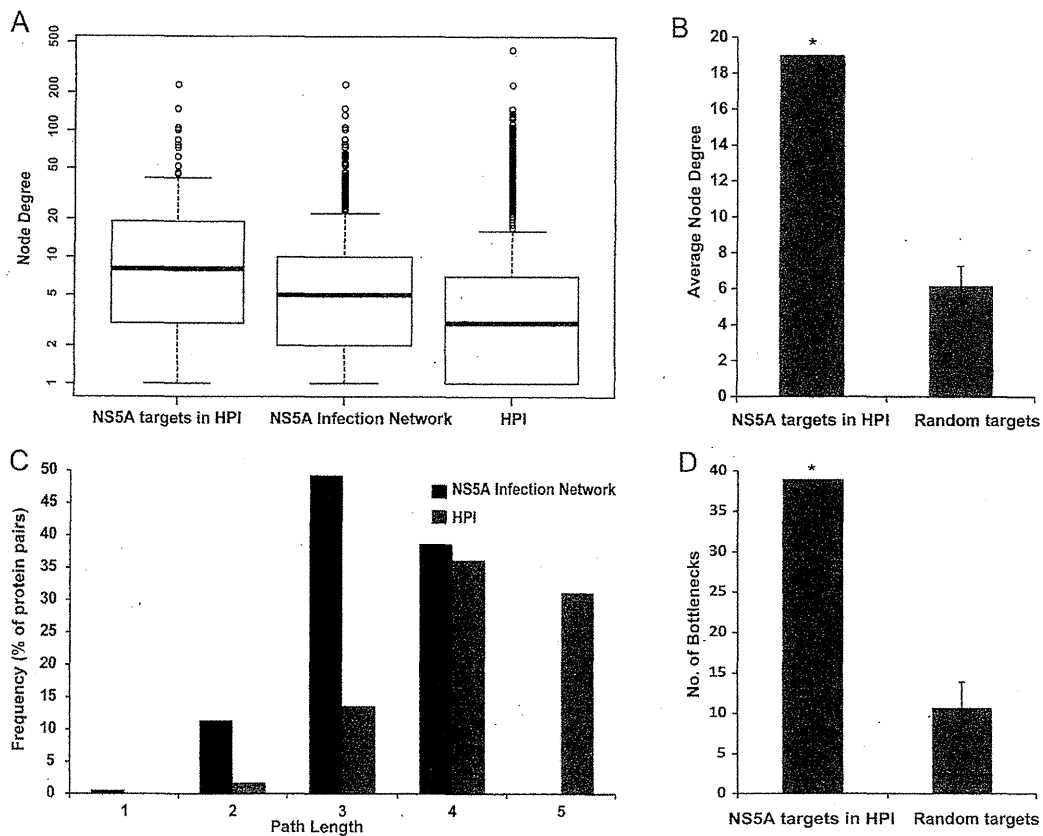 A
Node Degree
500
200
100
50
20
10
5
2
1
NS5A targets in HPI
NS5A Infection Network
HPI
B
Average Node Degree
20
18
16
14
12
10
8
6
4
2
0
*
NS5A targets in HPI
Random targets
C
Frequency (% of protein pairs)
50
45
40
35
30
25
20
15
10
5
0
NS5A Infection Network
HPI
1
2
3
4
5
Path Length
D
No. of Bottlenecks
40
35
30
25
20
15
10
5
0
*
NS5A targets in HPI
Random targets